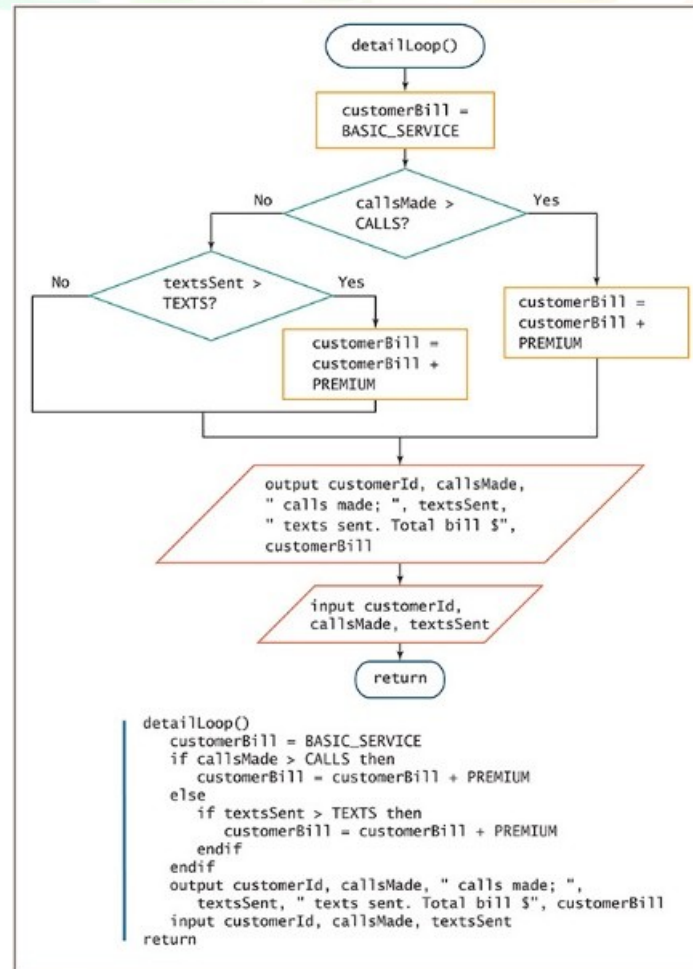 detailLoop()
customerBill =
BASIC_SERVICE
callsMade >
CALLS?
No
Yes
textsSent >
TEXTS?
No
Yes
customerBill =
customerBill +
PREMIUM
customerBill =
customerBill +
PREMIUM
output customerId, callsMade,
" calls made; ", textsSent,
" texts sent. Total bill $",
customerBill
input customerId,
callsMade, textsSent
return
detailLoop()
customerBill = BASIC_SERVICE
if callsMade > CALLS then
customerBill = customerBill + PREMIUM
else
if textsSent > TEXTS then
customerBill = customerBill + PREMIUM
endif
endif
output customerId, callsMade, " calls made; ",
textsSent, " texts sent. Total bill $", customerBill
input customerId, callsMade, textsSent
return